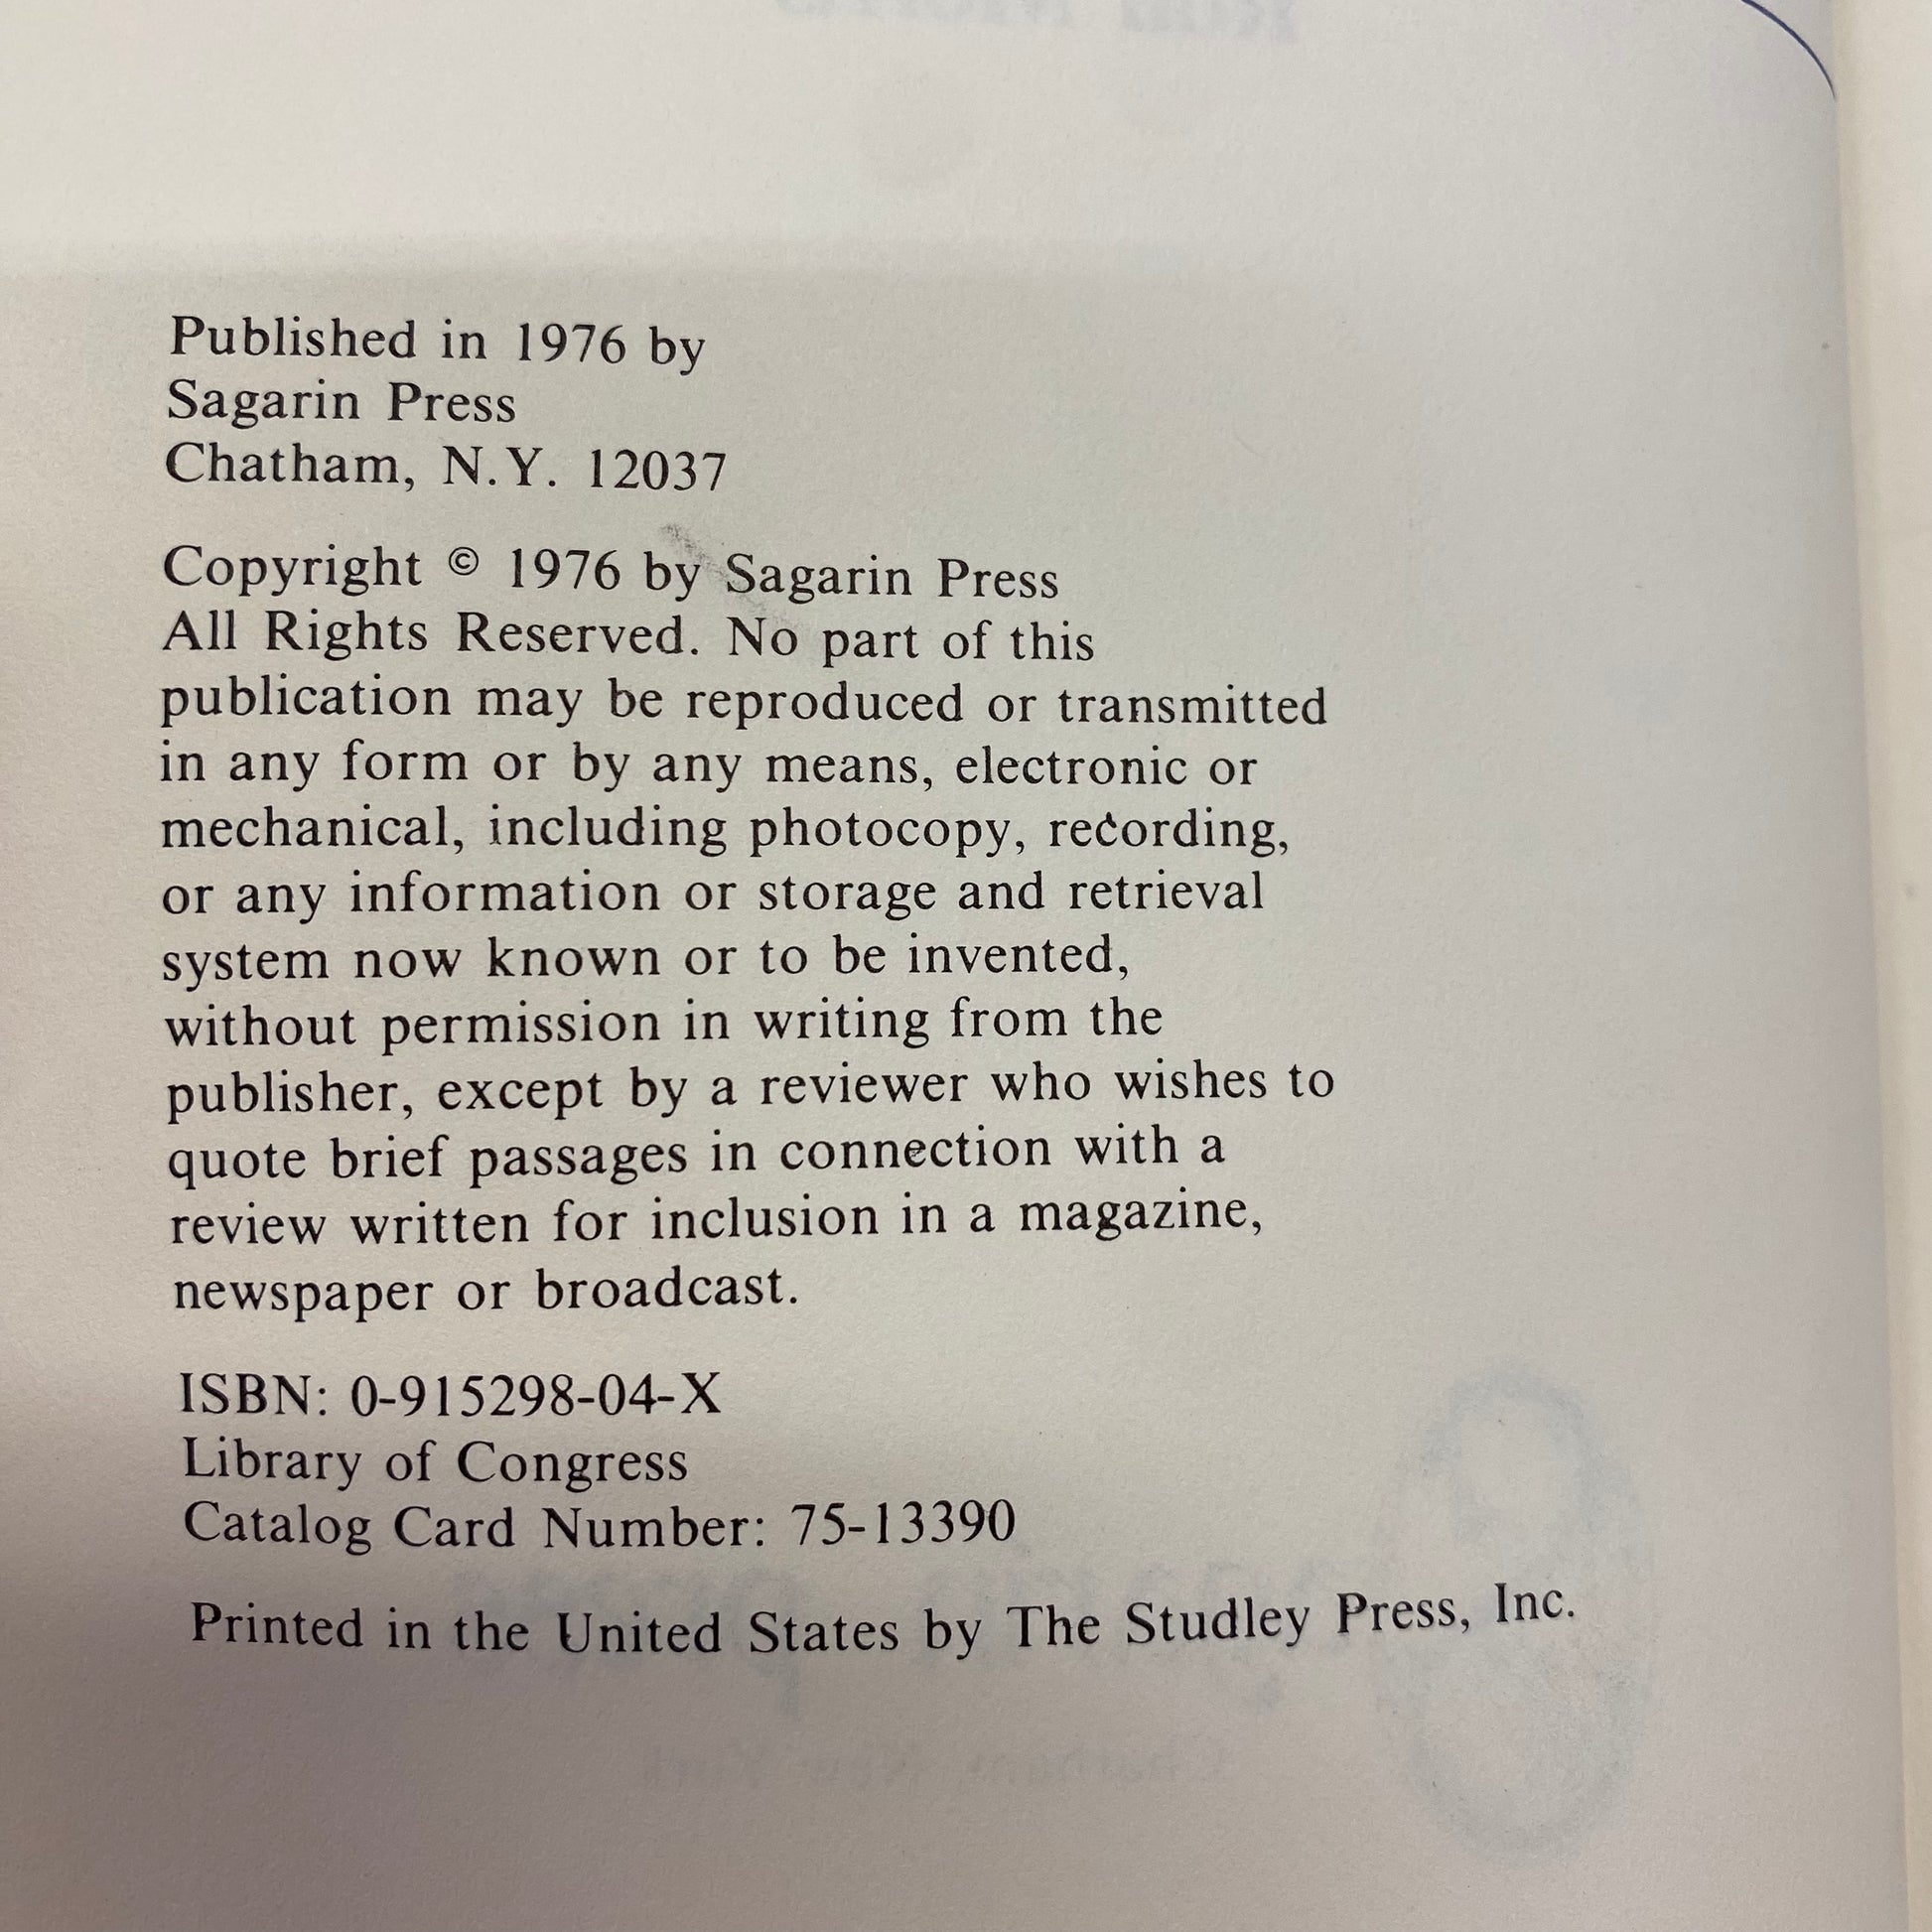 Published in 1976 by
Sagarin Press
Chatham, N.Y. 12037
Copyright © 1976 by Sagarin Press
All Rights Reserved. No part of this
publication may be reproduced or transmitted
in any form or by any means, electronic or
mechanical, including photocopy, recording,
or any information or storage and retrieval
system now known or to be invented,
without permission in writing from the
publisher, except by a reviewer who wishes to
quote brief passages in connection with a
review written for inclusion in a magazine,
newspaper or broadcast.
ISBN: 0-915298-04-X
Library of Congress
Catalog Card Number: 75-13390
Printed in the United States by The Studley Press, Inc.